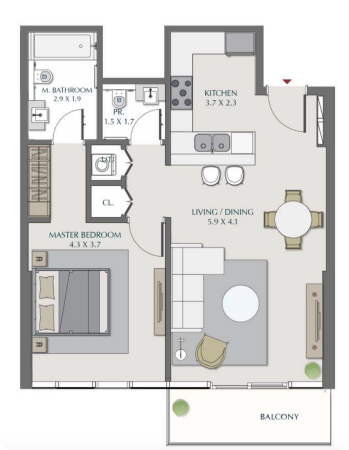 M. BATHROOM
2.9 X 1.9
PR.
1.5 X 1.7
KITCHEN
3.7 X 2.3
UT.
CL.
LIVING / DINING
5.9 X 4.1
MASTER BEDROOM
4.3 X 3.7
BALCONY